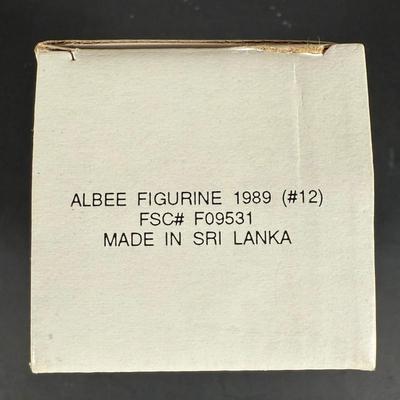 ALBEE FIGURINE 1989 (#12)
FSC# F09531
MADE IN SRI LANKA